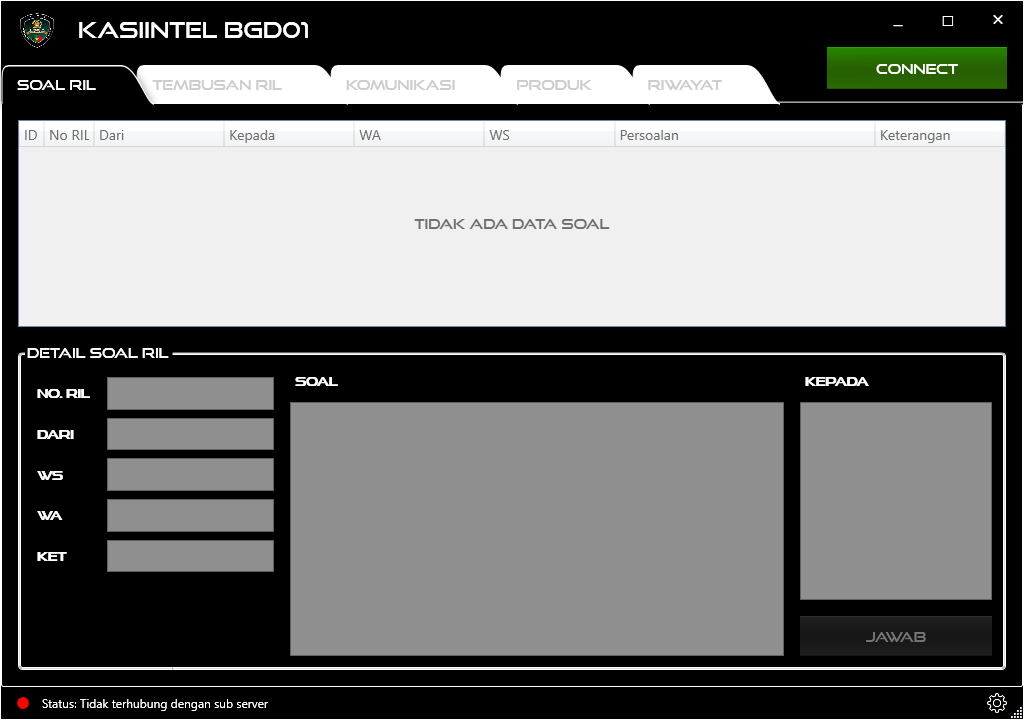 KASIINTEL BGD01
CONNECT
SOAL RIL TEMBUSAN RIL KOMUNIKASI PRODUK RIWAYAT
ID No RIL Dari Kepada WA WS Persoalan Keterangan
TIDAK ADA DATA SOAL
DETAIL SOAL RIL
NO. RIL
DARI
WS
WA
KET
SOAL
KEPADA
JAWAB
Status: Tidak terhubung dengan sub server